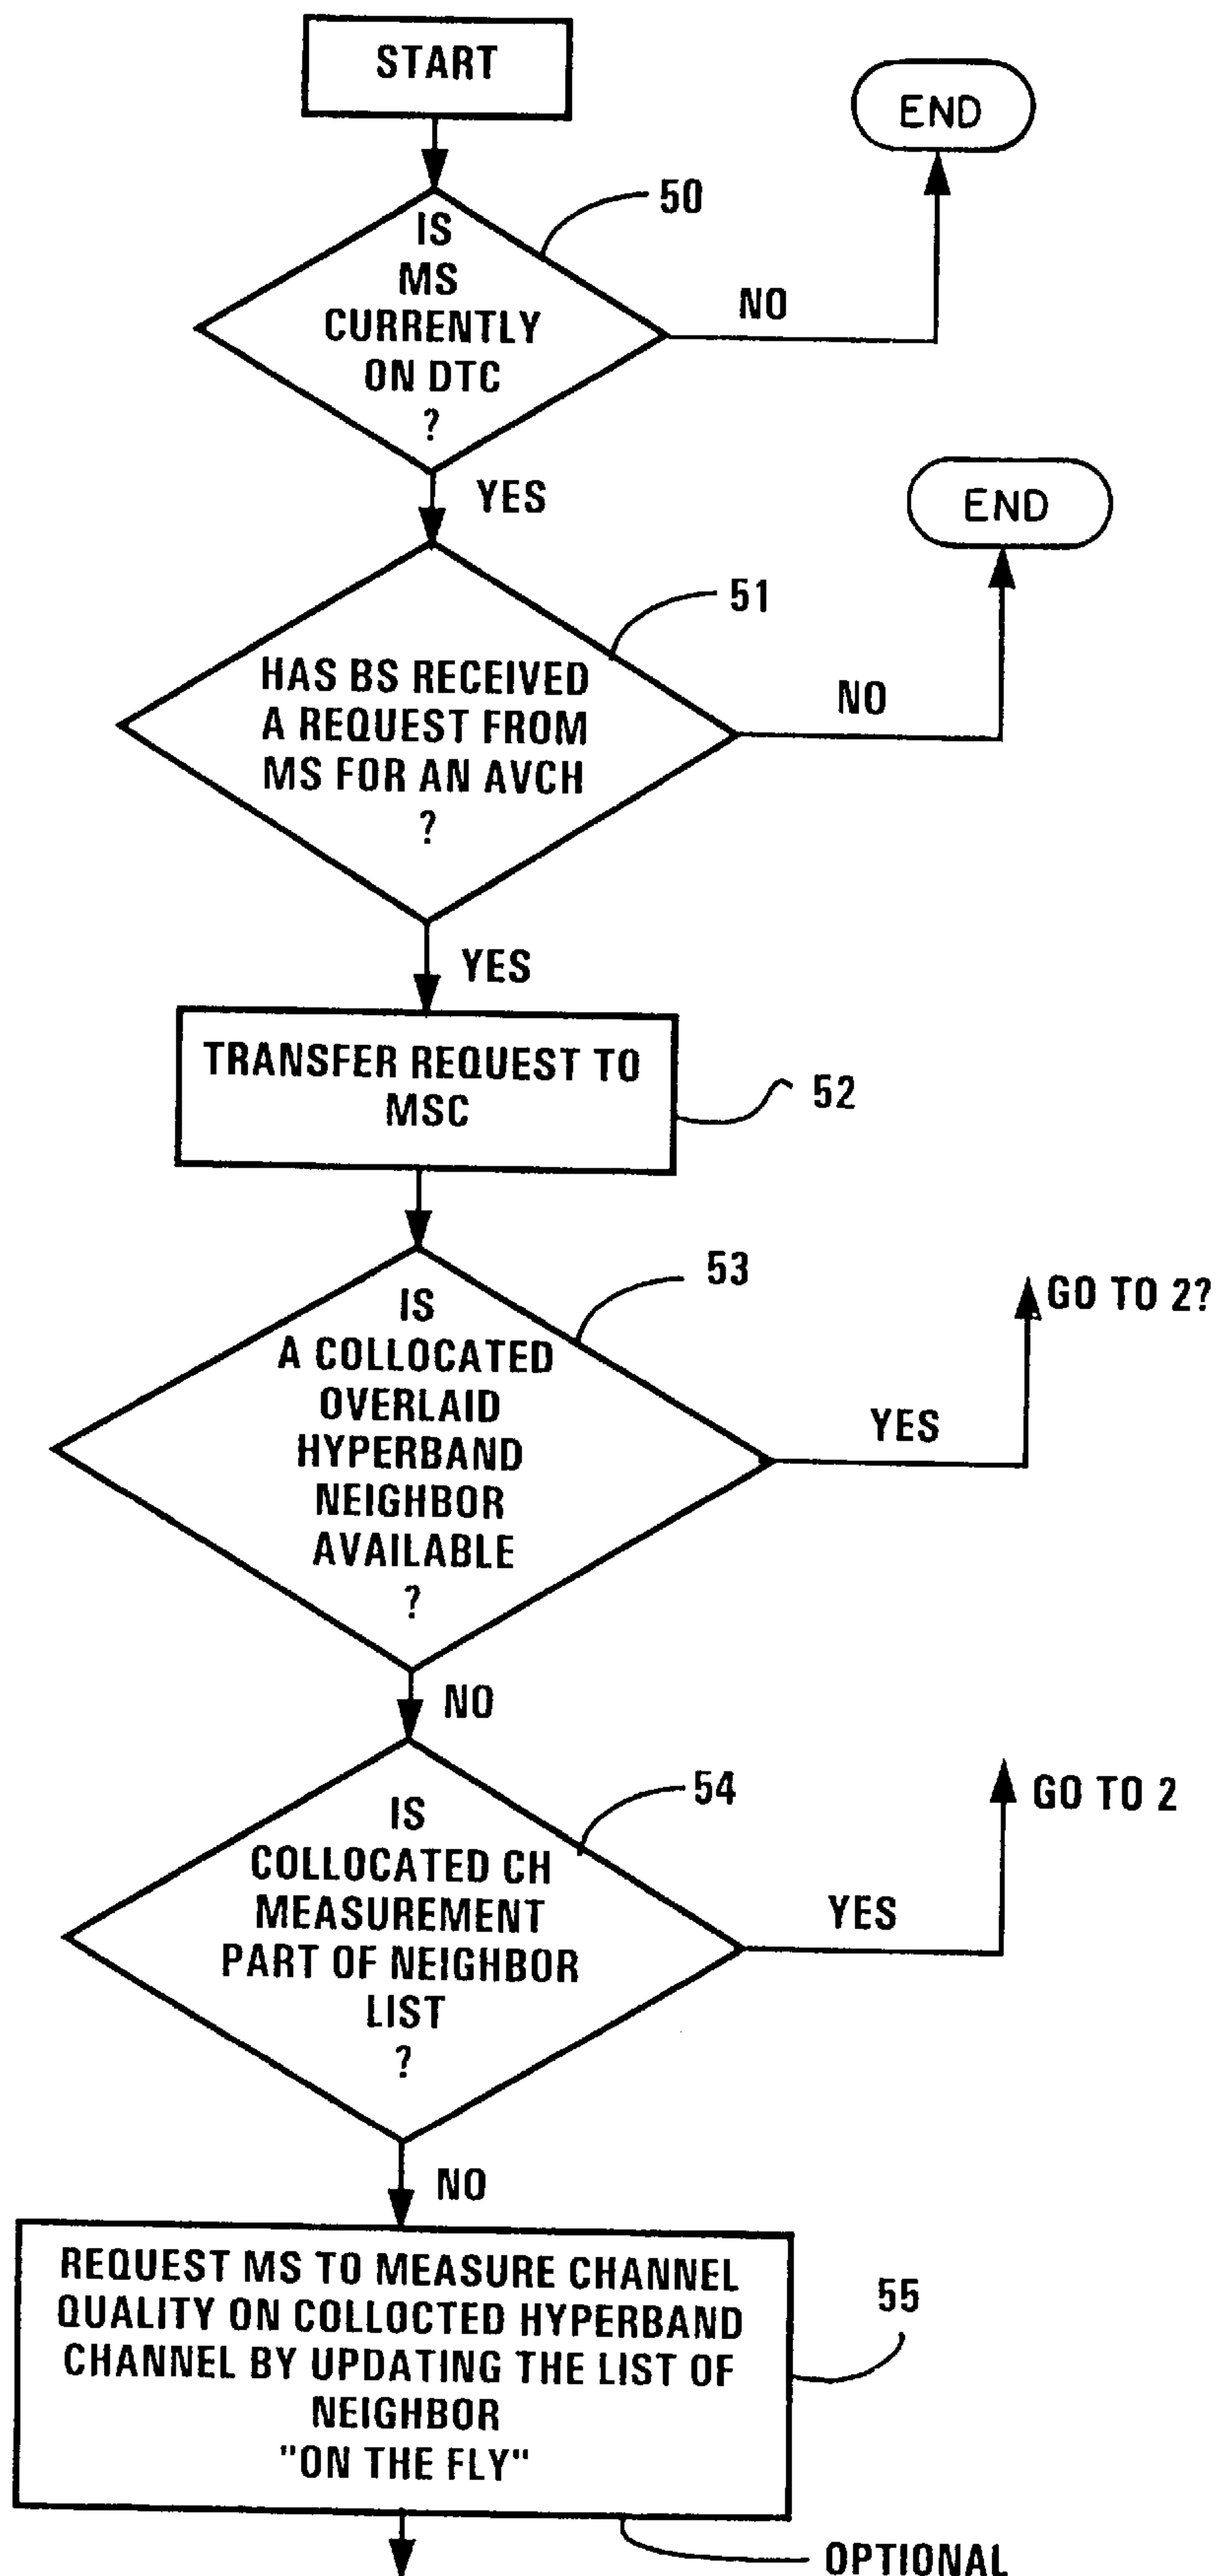 START
END
50
IS
MS
CURRENTLY
ON DTC
?
NO
YES
END
51
HAS BS RECEIVED
A REQUEST FROM
MS FOR AN AVCH
?
NO
YES
TRANSFER REQUEST TO
MSC
52
53
IS
A COLLOCATED
OVERLAID
HYPERBAND
NEIGHBOR
AVAILABLE
?
GO TO 2?
YES
NO
54
IS
COLLOCATED CH
MEASUREMENT
PART OF NEIGHBOR
LIST
?
GO TO 2
YES
NO
REQUEST MS TO MEASURE CHANNEL
QUALITY ON COLLOCTED HYPERBAND
CHANNEL BY UPDATING THE LIST OF
NEIGHBOR
"ON THE FLY"
55
OPTIONAL